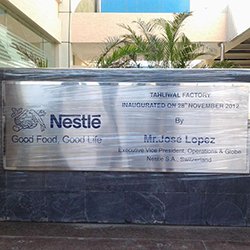 Nestlé
Good Food, Good Life
TAHLIWAL FACTORY
INAUGURATED ON 28th NOVEMBER 2012
By
Mr.José Lopez
Executive Vice President, Operations & Globe
Nestlé S.A., Switzerland